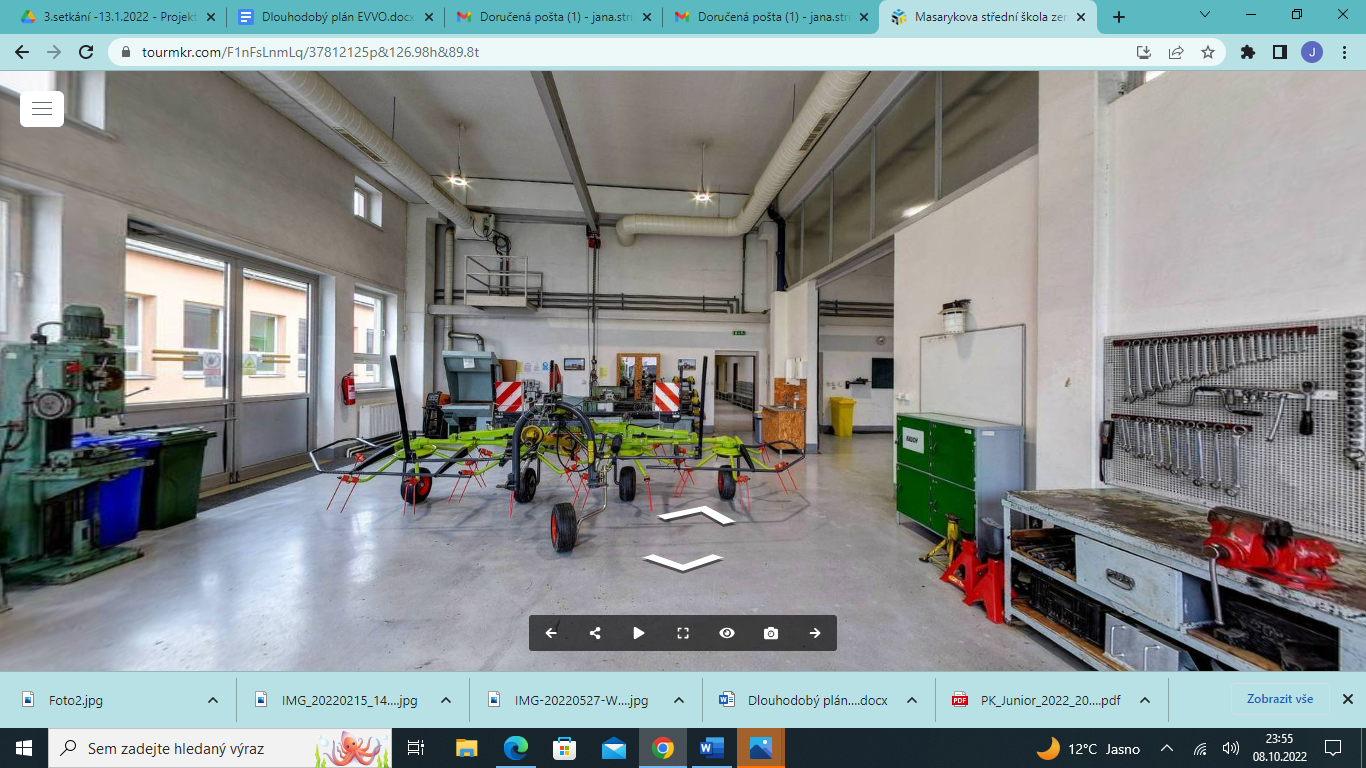 3.setkání -13.1.2022 - Projekt
Dlouhodobý plán EVVO.docx
Doručená pošta (1) - jana.stri
Doručená pošta (1) - jana.stri
Masarykova střední škola zem
tourmkr.com/F1nFsLnmLq/37812125p&126.98h&89.8t
J
Foto2.jpg
IMG_20220215_14....jpg
IMG-20220527-W....jpg
Dlouhodobý plán....docx
PK_Junior_2022_20....pdf
Zobrazit vše
Sem zadejte hledaný výraz
12°C Jasno
23:55
08.10.2022